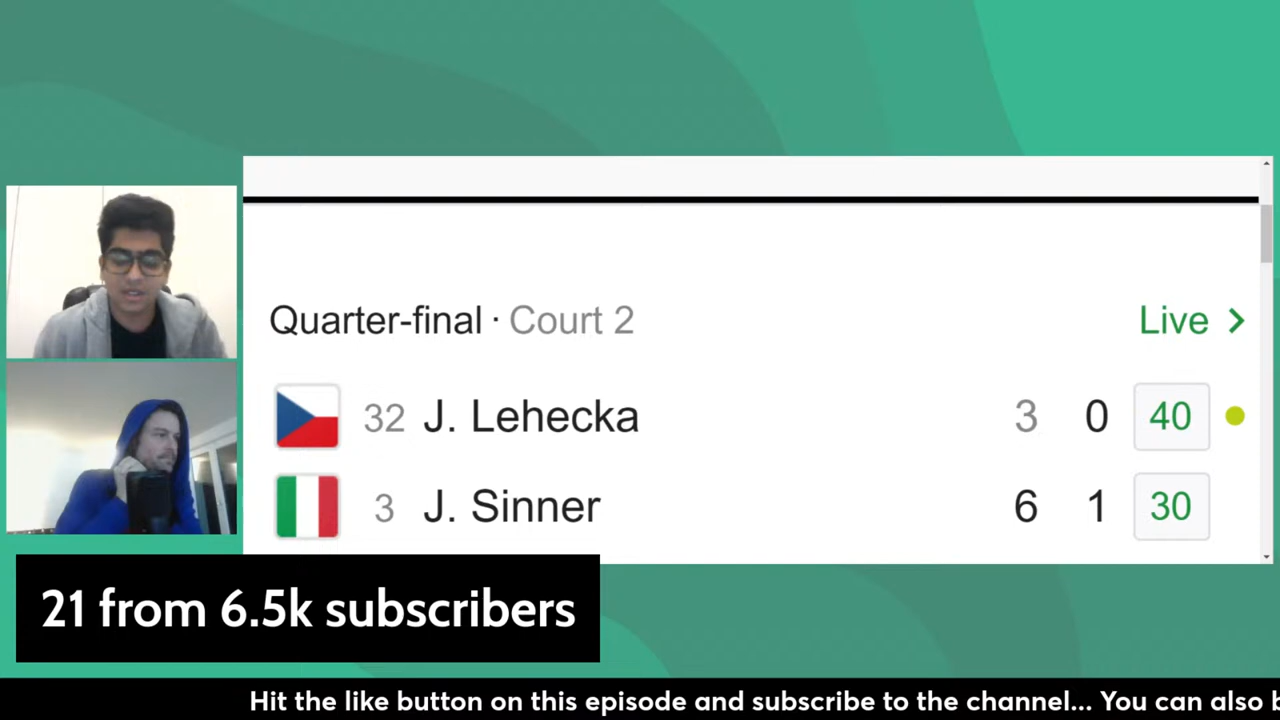 Quarter-final · Court 2
Live
32 J. Lehecka 3 0 40
3 J. Sinner 6 1 30
21 from 6.5k subscribers
Hit the like button on this episode and subscribe to the channel... You can also